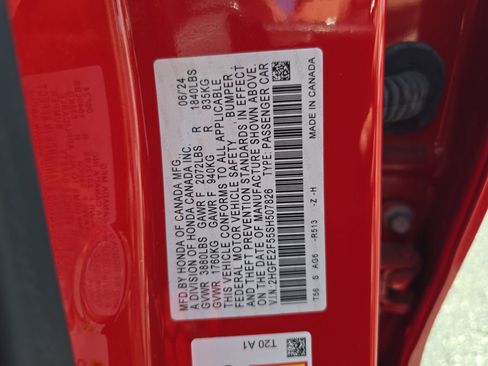 MFD BY HONDA OF CANADA MFG. 06/24
A DIVISION OF HONDA CANADA INC.
GVWR 3880LBS GAWR F 2072LBS R 1840LBS
GVWR 1760KG GAWR F 940KG R 835KG
THIS VEHICLE CONFORMS TO ALL APPLICABLE
FEDERAL MOTOR VEHICLE SAFETY BUMPER,
AND THEFT PREVENTION STANDARDS IN EFFECT
ON THE DATE OF MANUFACTURE SHOWN ABOVE.
V.I.N:2HGFE2F55SH507826 TYPE: PASSENGER CAR
T56 S AG6 -R513 -Z -H MADE IN CANADA
T20 A1